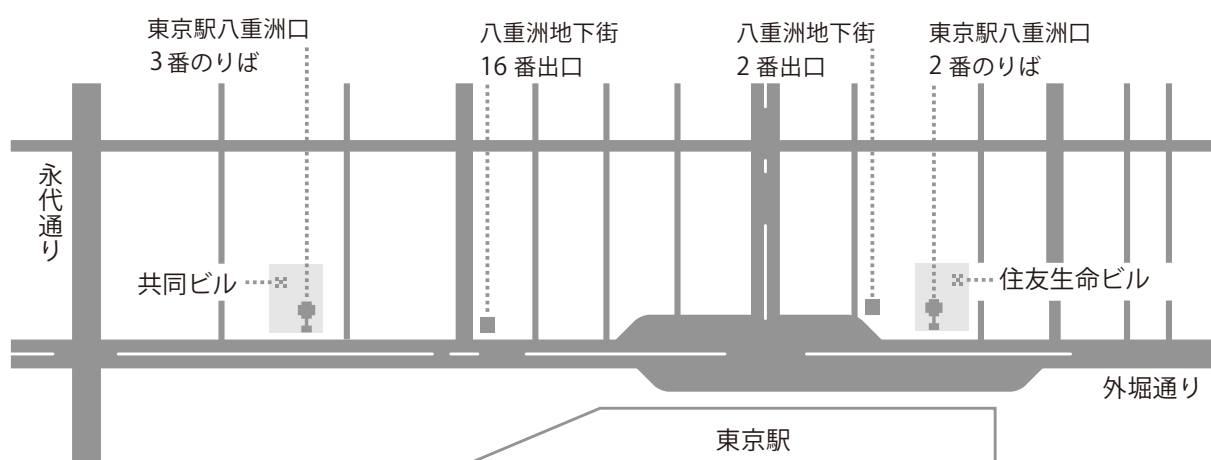 東京駅八重洲口
3番のりば
八重洲地下街
16 番出口
八重洲地下街
2 番出口
東京駅八重洲口
2 番のりば
永代通り
共同ビル
住友生命ビル
外堀通り
東京駅